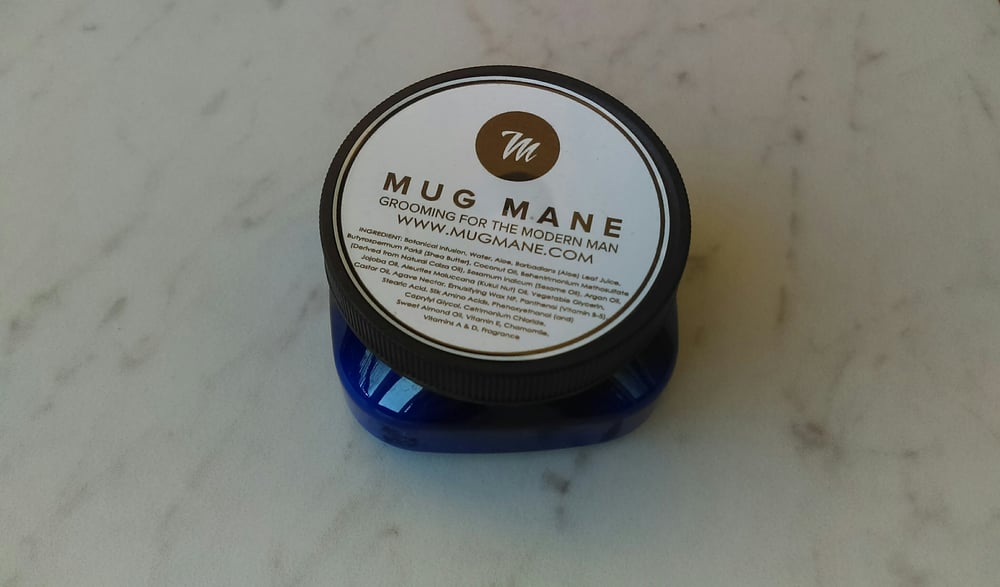 M
MUG MANE
GROOMING FOR THE MODERN MAN
WWW.MUGMANE.COM
INGREDIENT: Botanical Infusion, Water, Aloe, Barbadians (Aloe) Leaf Juice,
Butyrospermum Parkii (Shea Butter), Coconut Oil, Behentrimonium Methosulfate
(Derived from Natural Colza Oil), Sesamum Indicum (Sesame Oil), Argan Oil,
Jojoba Oil, Aleurites Moluccana (Kukui Nut) Oil, Vegetable Glycerin,
Castor Oil, Agave Nectar, Emulsifying Wax NF, Panthenol (Vitamin B-5)
Stearic Acid, Silk Amino Acids, Phenoxyethanol (and)
Caprylyl Glycol, Cetrimonium Chloride,
Sweet Almond Oil, Vitamin E, Chamomile,
Vitamins A & D, Fragrance